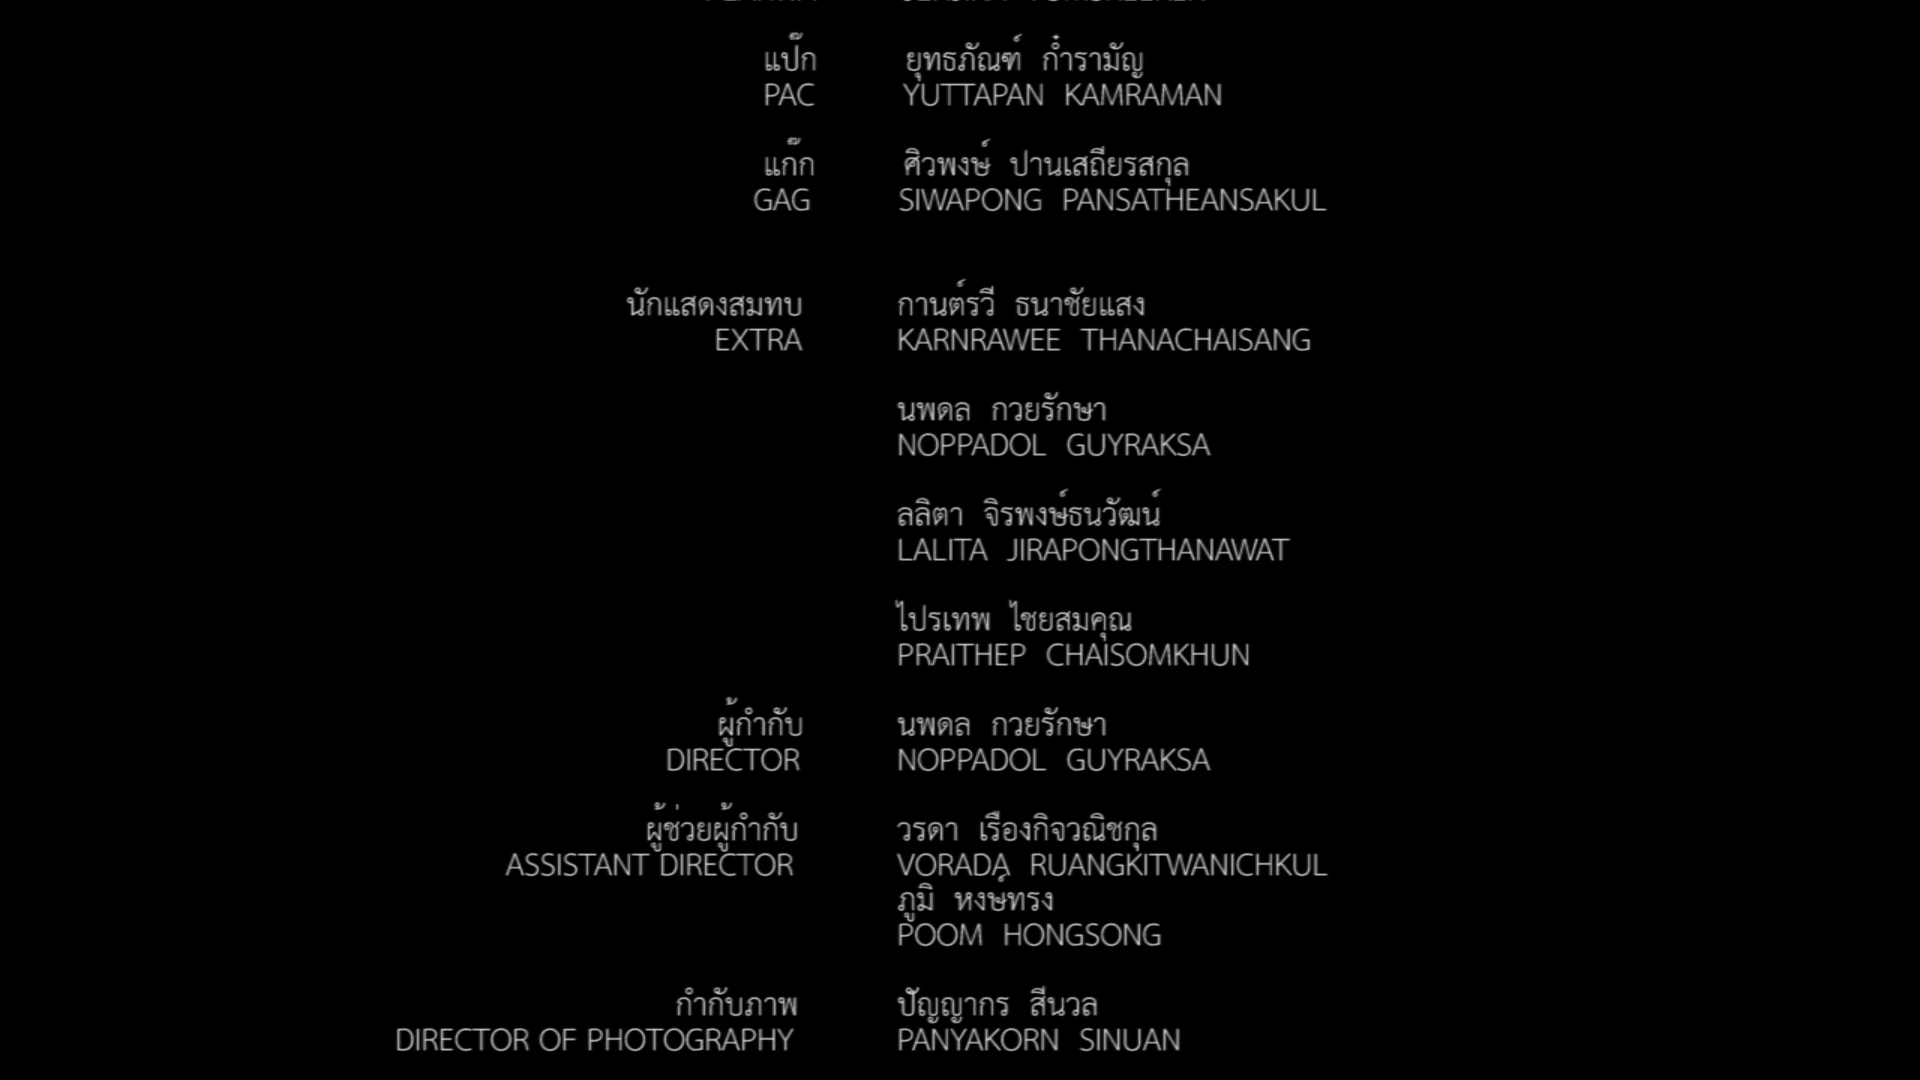 แป๊ก ยุทธภัณฑ์ ก๋ำรามัญ
PAC YUTTAPAN KAMRAMAN
แก๊ก ศิวพงษ์ ปานเสถียรสกุล
GAG SIWAPONG PANSATHEANSAKUL
นักแสดงสมทบ กานต์รวี ธนาชัยแสง
EXTRA KARNRAWEE THANACHAISANG
นพดล กวยรักษา
NOPPADOL GUYRAKSA
ลลิตา จิรพงษ์ธนวัฒน์
LALITA JIRAPONGTHANAWAT
ไปรเทพ ไชยสมคุณ
PRAITHEP CHAISOMKHUN
ผู้กำกับ นพดล กวยรักษา
DIRECTOR NOPPADOL GUYRAKSA
ผู้ช่วยผู้กำกับ วรดา เรืองกิจวณิชกุล
ASSISTANT DIRECTOR VORADA RUANGKITWANICHKUL
ภูมิ หงษ์ทรง
POOM HONGSONG
กำกับภาพ ปัญญากร สีนวล
DIRECTOR OF PHOTOGRAPHY PANYAKORN SINUAN